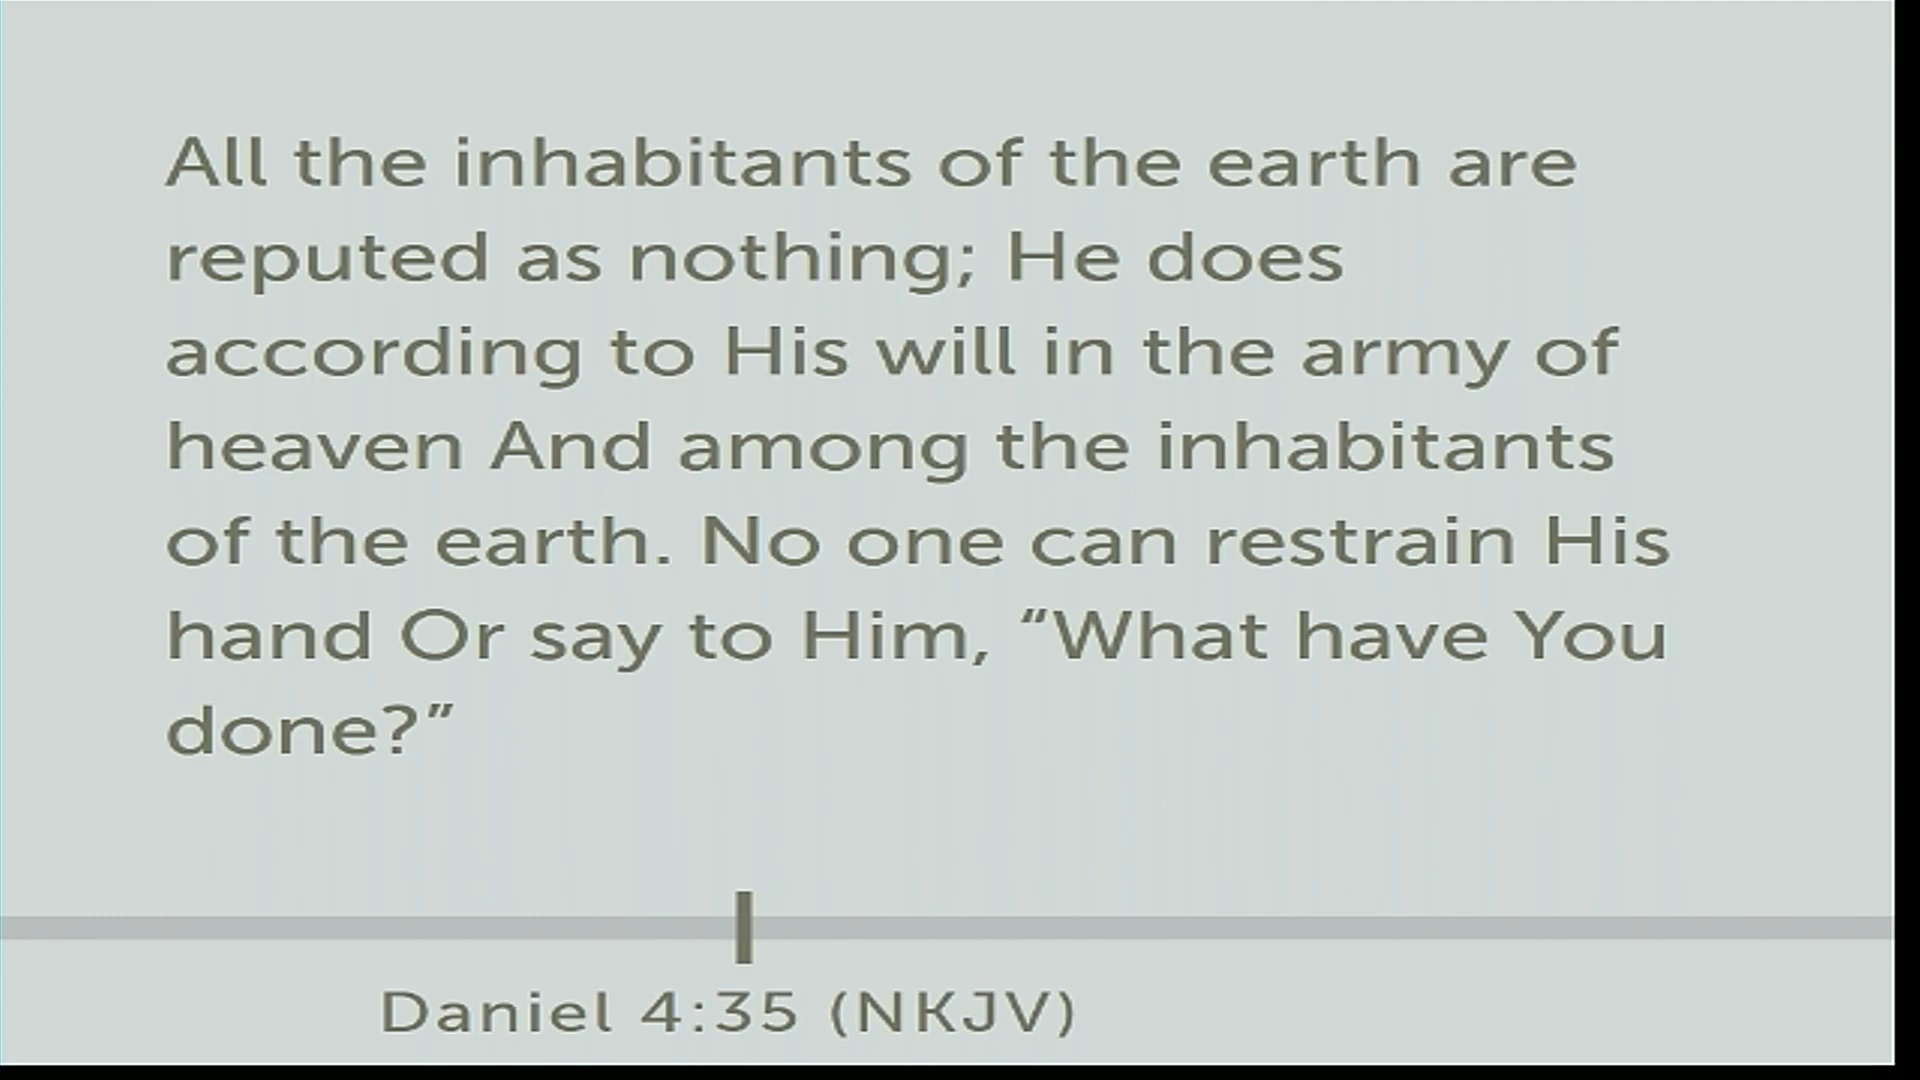 All the inhabitants of the earth are
reputed as nothing; He does
according to His will in the army of
heaven And among the inhabitants
of the earth. No one can restrain His
hand Or say to Him, “What have You
done?”
Daniel 4:35 (NKJV)